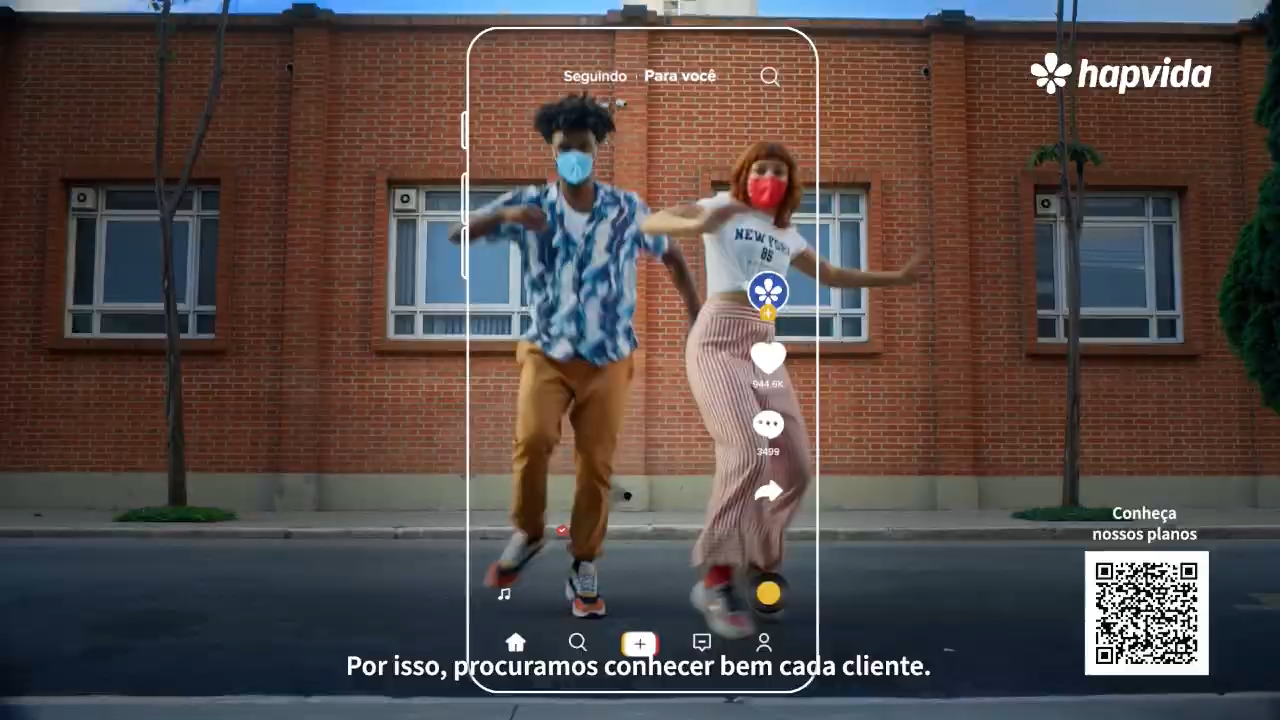 Seguindo · Para você
hapvida
NEW YORK
85
944.6K
3499
Conheça
nossos planos
Por isso, procuramos conhecer bem cada cliente.